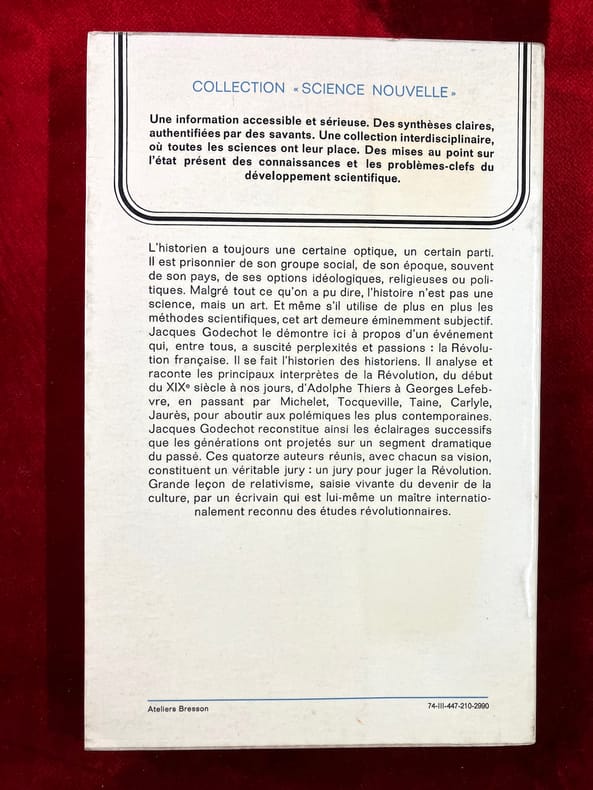 COLLECTION « SCIENCE NOUVELLE »
Une information accessible et sérieuse. Des synthèses claires,
authentifiées par des savants. Une collection interdisciplinaire,
où toutes les sciences ont leur place. Des mises au point sur
l'état présent des connaissances et les problèmes-clefs du
développement scientifique.
L'historien a toujours une certaine optique, un certain parti.
Il est prisonnier de son groupe social, de son époque, souvent
de son pays, de ses options idéologiques, religieuses ou poli-
tiques. Malgré tout ce qu'on a pu dire, l'histoire n'est pas une
science, mais un art. Et même s'il utilise de plus en plus les
méthodes scientifiques, cet art demeure éminemment subjectif.
Jacques Godechot le démontre ici à propos d'un événement
qui, entre tous, a suscité perplexités et passions : la Révolu-
tion française. Il se fait l'historien des historiens. Il analyse et
raconte les principaux interprètes de la Révolution, du début
du XIXe siècle à nos jours, d'Adolphe Thiers à Georges Lefeb-
vre, en passant par Michelet, Tocqueville, Taine, Carlyle,
Jaurès, pour aboutir aux polémiques les plus contemporaines.
Jacques Godechot reconstitue ainsi les éclairages successifs
que les générations ont projetés sur un segment dramatique
du passé. Ces quatorze auteurs réunis, avec chacun sa vision,
constituent un véritable jury : un jury pour juger la Révolution.
Grande leçon de relativisme, saisie vivante du devenir de la
culture, par un écrivain qui est lui-même un maître internatio-
nalement reconnu des études révolutionnaires.
Ateliers Bresson
74-III-447-210-2990